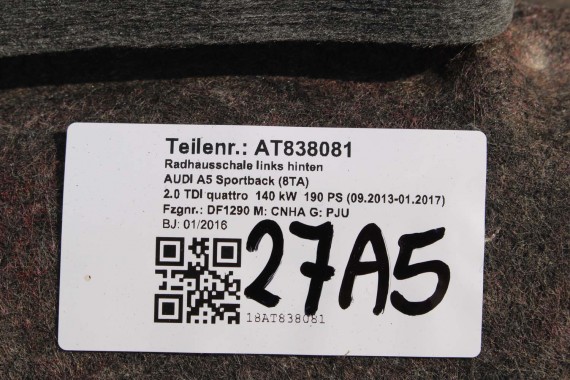 Teilenr.: AT838081
Radhausschale links hinten
AUDI A5 Sportback (8TA)
2.0 TDI quattro 140 kW 190 PS (09.2013-01.2017)
Fzgnr.: DF1290 M: CNHA G: PJU
BJ: 01/2016
27A5
18AT838081